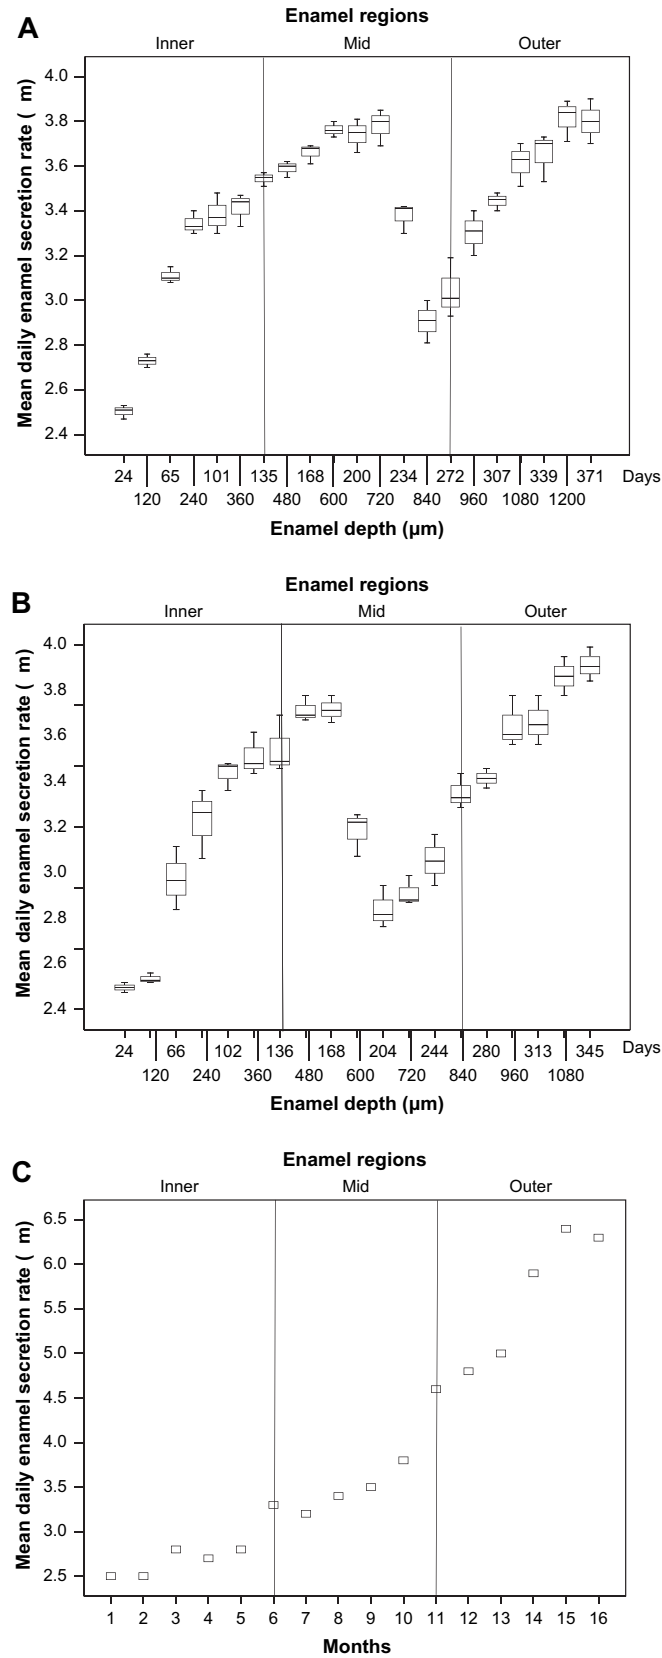 A
Enamel regions
Inner Mid Outer
Mean daily enamel secretion rate ( m)
4.0
3.8
3.6
3.4
3.2
3.0
2.8
2.6
2.4
24 65 101 135 168 200 234 272 307 339 371 Days
120 240 360 480 600 720 840 960 1080 1200
Enamel depth (µm)
B
Enamel regions
Inner Mid Outer
Mean daily enamel secretion rate ( m)
4.0
3.8
3.6
3.4
3.2
3.0
2.8
2.6
2.4
24 66 102 136 168 204 244 280 313 345 Days
120 240 360 480 600 720 840 960 1080
Enamel depth (µm)
C
Enamel regions
Inner Mid Outer
Mean daily enamel secretion rate ( m)
6.5
6.0
5.5
5.0
4.5
4.0
3.5
3.0
2.5
1 2 3 4 5 6 7 8 9 10 11 12 13 14 15 16
Months